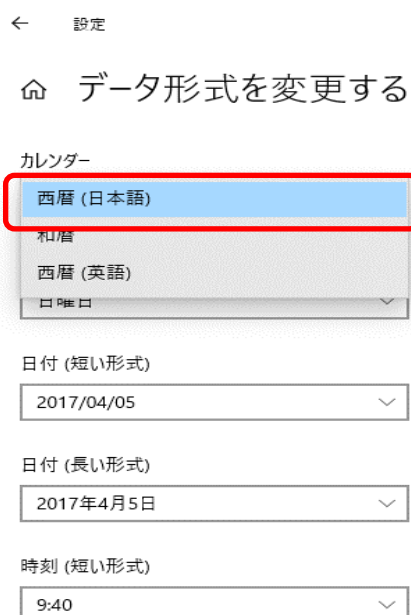 設定
データ形式を変更する
カレンダー
西暦 (日本語)
和暦
西暦 (英語)
日曜日
日付 (短い形式)
2017/04/05
日付 (長い形式)
2017年4月5日
時刻 (短い形式)
9:40